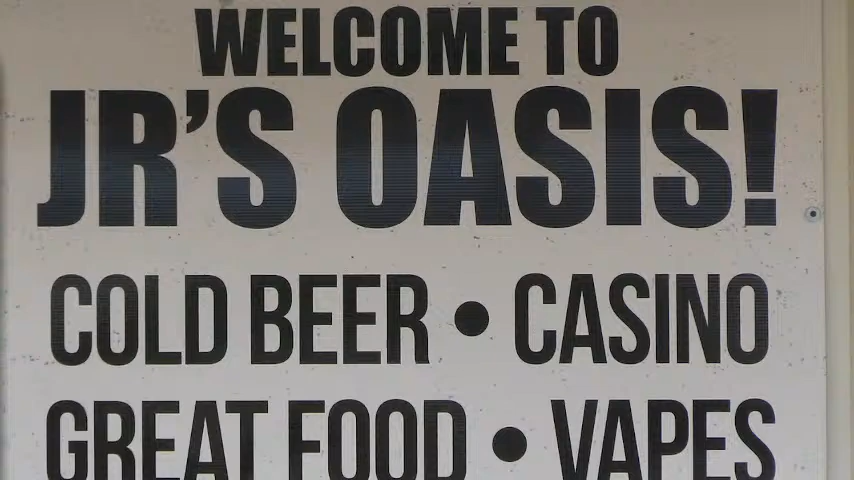 WELCOME TO
JR'S OASIS!
COLD BEER • CASINO
GREAT FOOD • VAPES